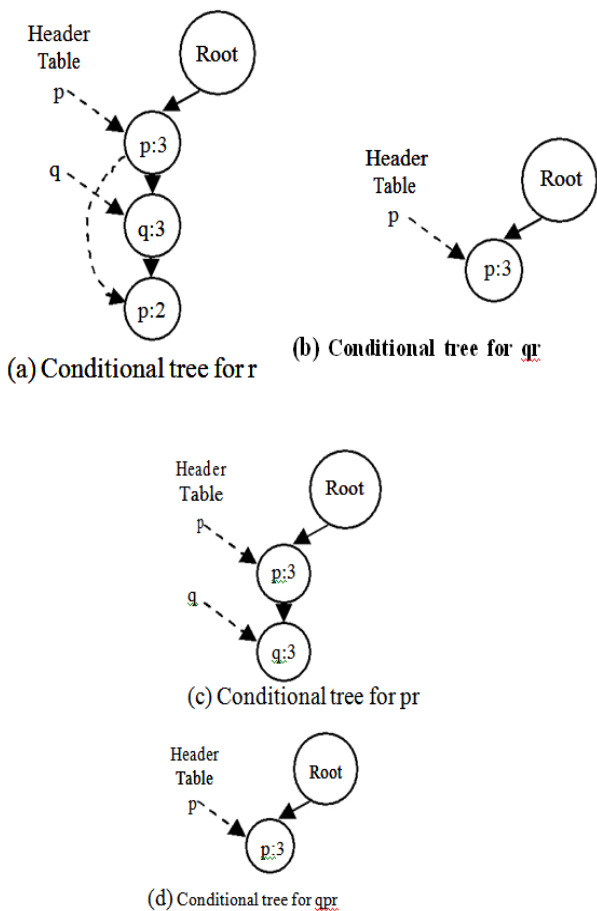 Header
Table
Root
p
p:3
q
q:3
p:2
(a) Conditional tree for r
Header
Table
Root
p
p:3
(b) Conditional tree for qr
Header
Table
Root
p
p:3
q
q:3
(c) Conditional tree for pr
Header
Table
Root
p
p:3
(d) Conditional tree for qpr